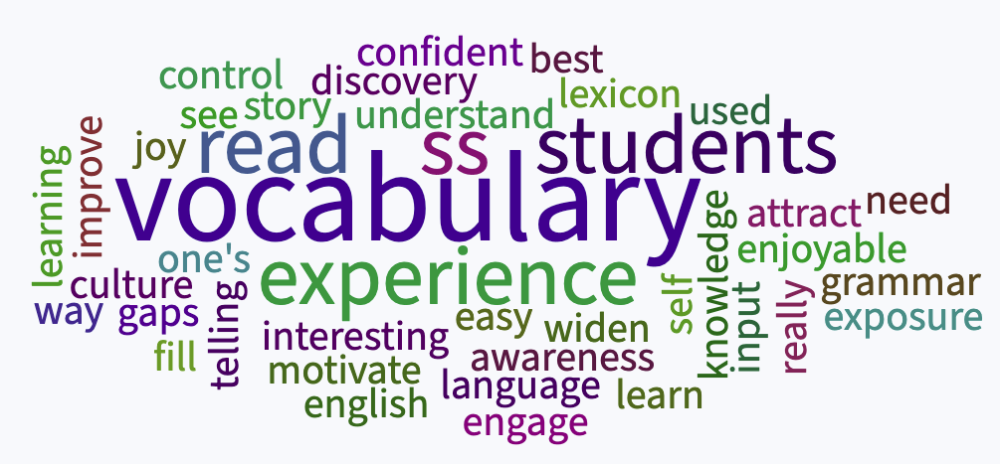 confident
best
control
discovery
lexicon
see
story
understand
used
joy
read
ss
students
improve
learning
vocabulary
knowledge
attract
need
enjoyable
one's
experience
culture
self
grammar
way
gaps
telling
easy
widen
input
really
exposure
interesting
fill
awareness
motivate
language
learn
english
engage